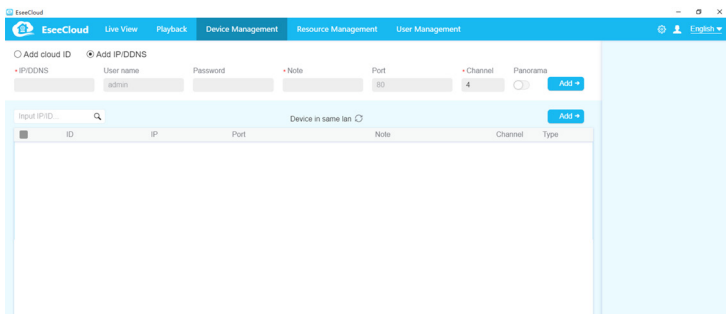 EseeCloud
EseeCloud Live View Playback Device Management Resource Management User Management English
Add cloud ID Add IP/DDNS
* IP/DDNS User name Password * Note Port * Channel Panorama
admin 80 4 Add
Input IP/ID... Device in same lan Add
ID IP Port Note Channel Type